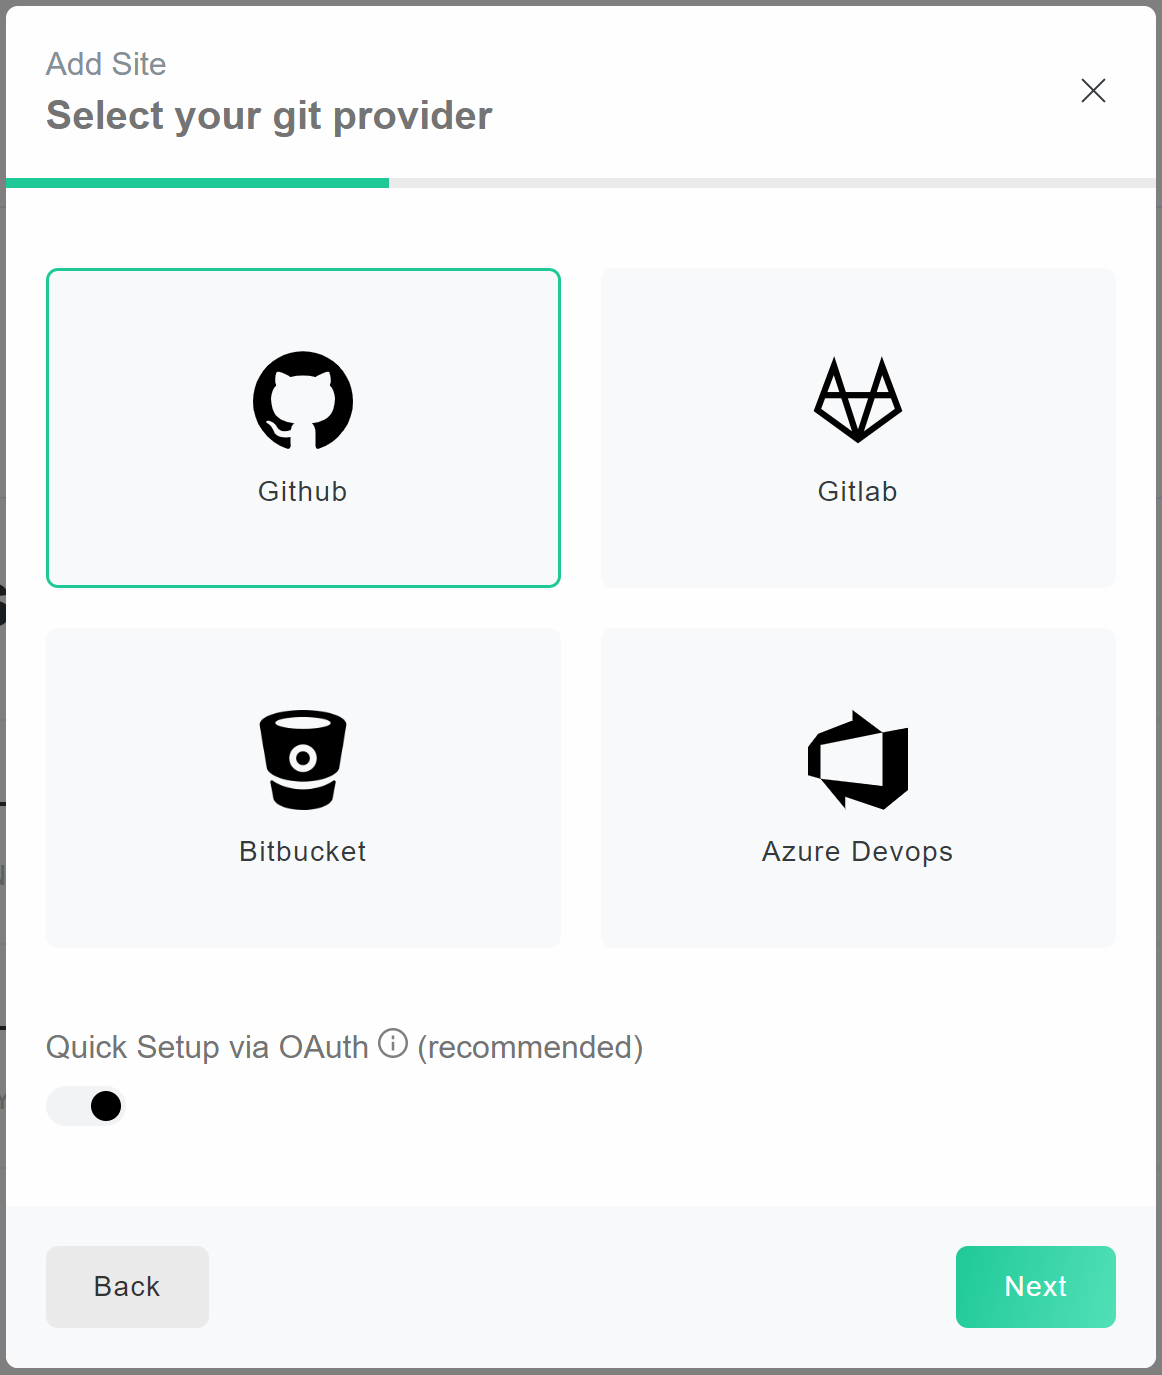 Add Site
Select your git provider
Github
Gitlab
Bitbucket
Azure Devops
Quick Setup via OAuth (recommended)
Back
Next